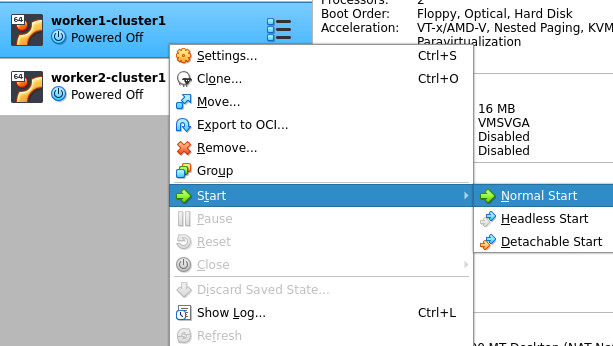 Processors: 2
64 worker1-cluster1
Boot Order: Floppy, Optical, Hard Disk
Powered Off
Acceleration: VT-x/AMD-V, Nested Paging, KVM
Paravirtualization
64 worker2-cluster1
Powered Off
Settings... Ctrl+S
Clone... Ctrl+O
Move...
Export to OCI...
Remove...
Group
Start
Pause
Reset
Close
Discard Saved State...
Show Log... Ctrl+L
Refresh
16 MB
VMSVGA
Disabled
Disabled
Normal Start
Headless Start
Detachable Start
MT Desktop (NAT